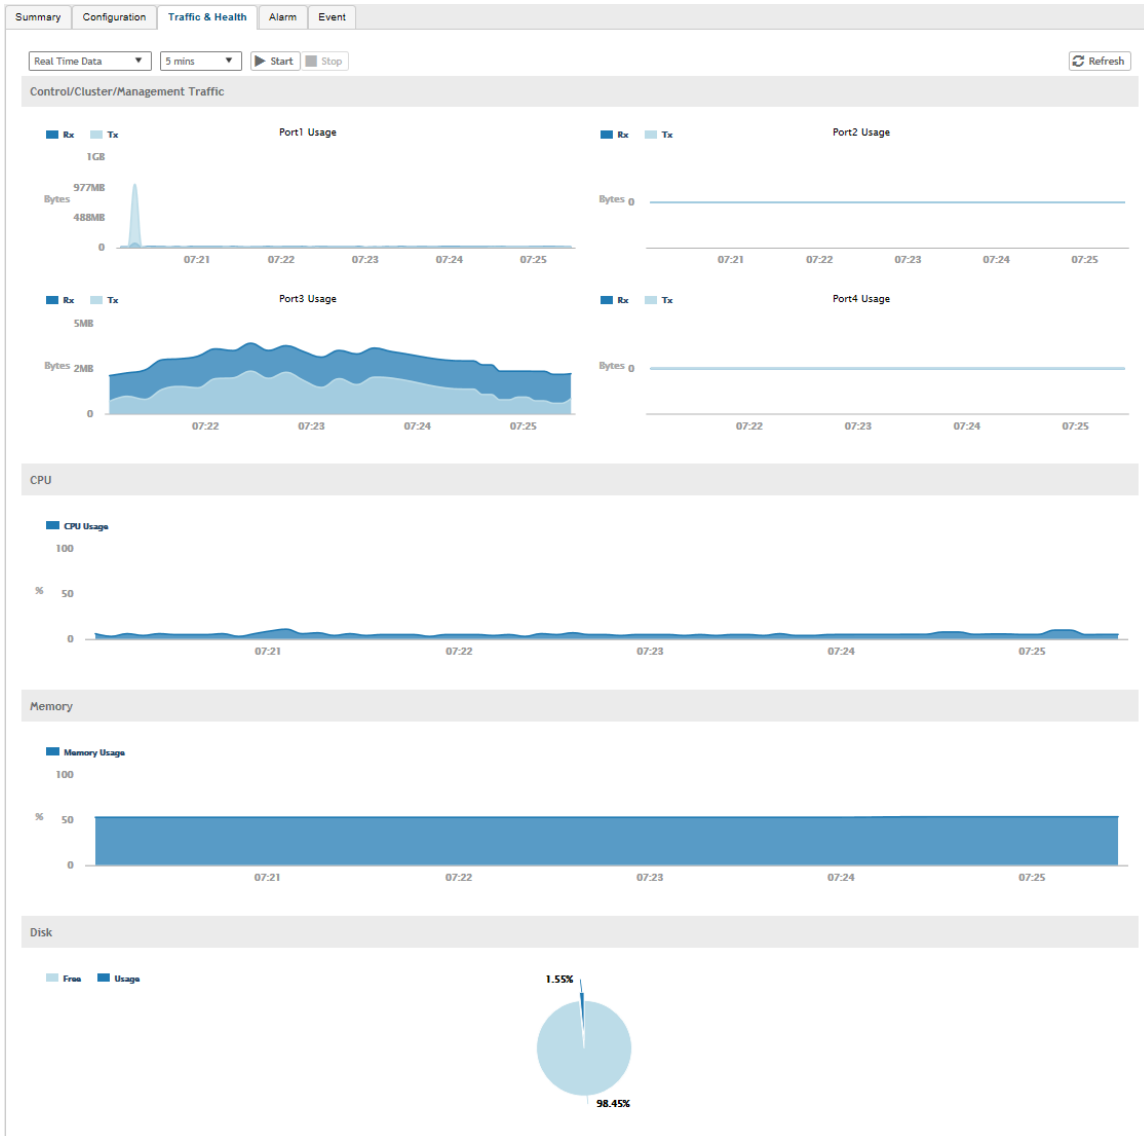 Summary Configuration Traffic & Health Alarm Event
Real Time Data 5 mins Start Stop Refresh
Control/Cluster/Management Traffic
Rx Tx Port1 Usage
1GB
977MB
Bytes
488MB
0
07:21 07:22 07:23 07:24 07:25
Rx Tx Port2 Usage
Bytes 0
07:21 07:22 07:23 07:24 07:25
Rx Tx Port3 Usage
5MB
Bytes 2MB
0
07:22 07:23 07:24 07:25
Rx Tx Port4 Usage
Bytes 0
07:22 07:23 07:24 07:25
CPU
CPU Usage
100
% 50
0
07:21 07:22 07:23 07:24 07:25
Memory
Memory Usage
100
% 50
0
07:21 07:22 07:23 07:24 07:25
Disk
Free Usage
1.55%
98.45%